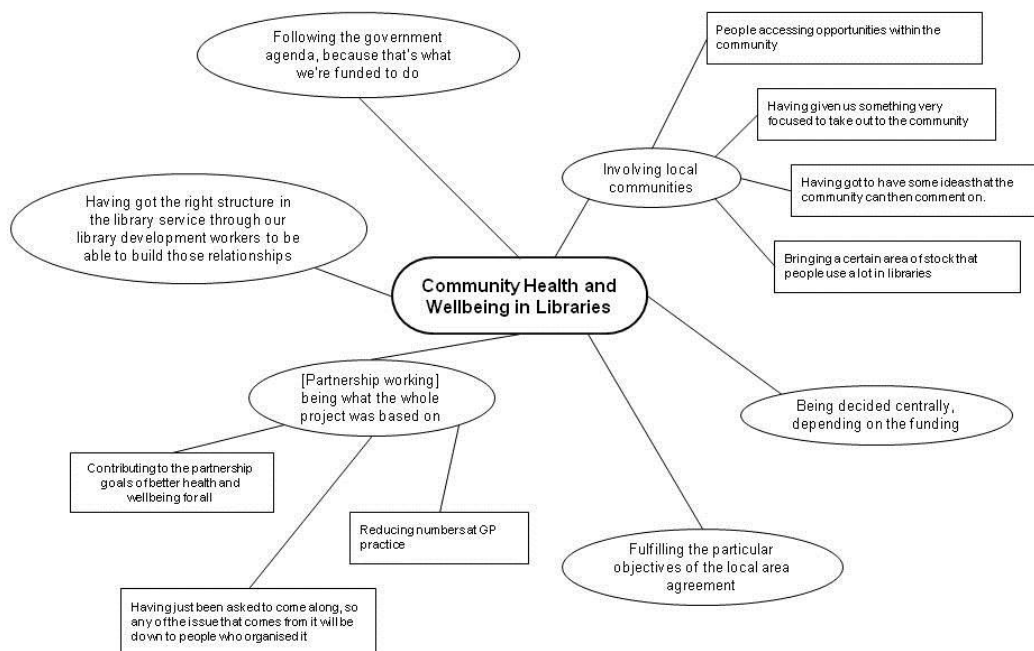 Following the government
agenda, because that's what
we're funded to do
People accessing opportunities within the
community
Having given us something very
focused to take out to the community
Involving local
communities
Having got to have some ideas that the
community can then comment on.
Bringing a certain area of stock that
people use a lot in libraries
Having got the right structure in
the library service through our
library development workers to be
able to build those relationships
Community Health and
Wellbeing in Libraries
[Partnership working]
being what the whole
project was based on
Being decided centrally,
depending on the funding
Contributing to the partnership
goals of better health and
wellbeing for all
Reducing numbers at GP
practice
Fulfilling the particular
objectives of the local area
agreement
Having just been asked to come along, so
any of the issue that comes from it will be
down to people who organised it